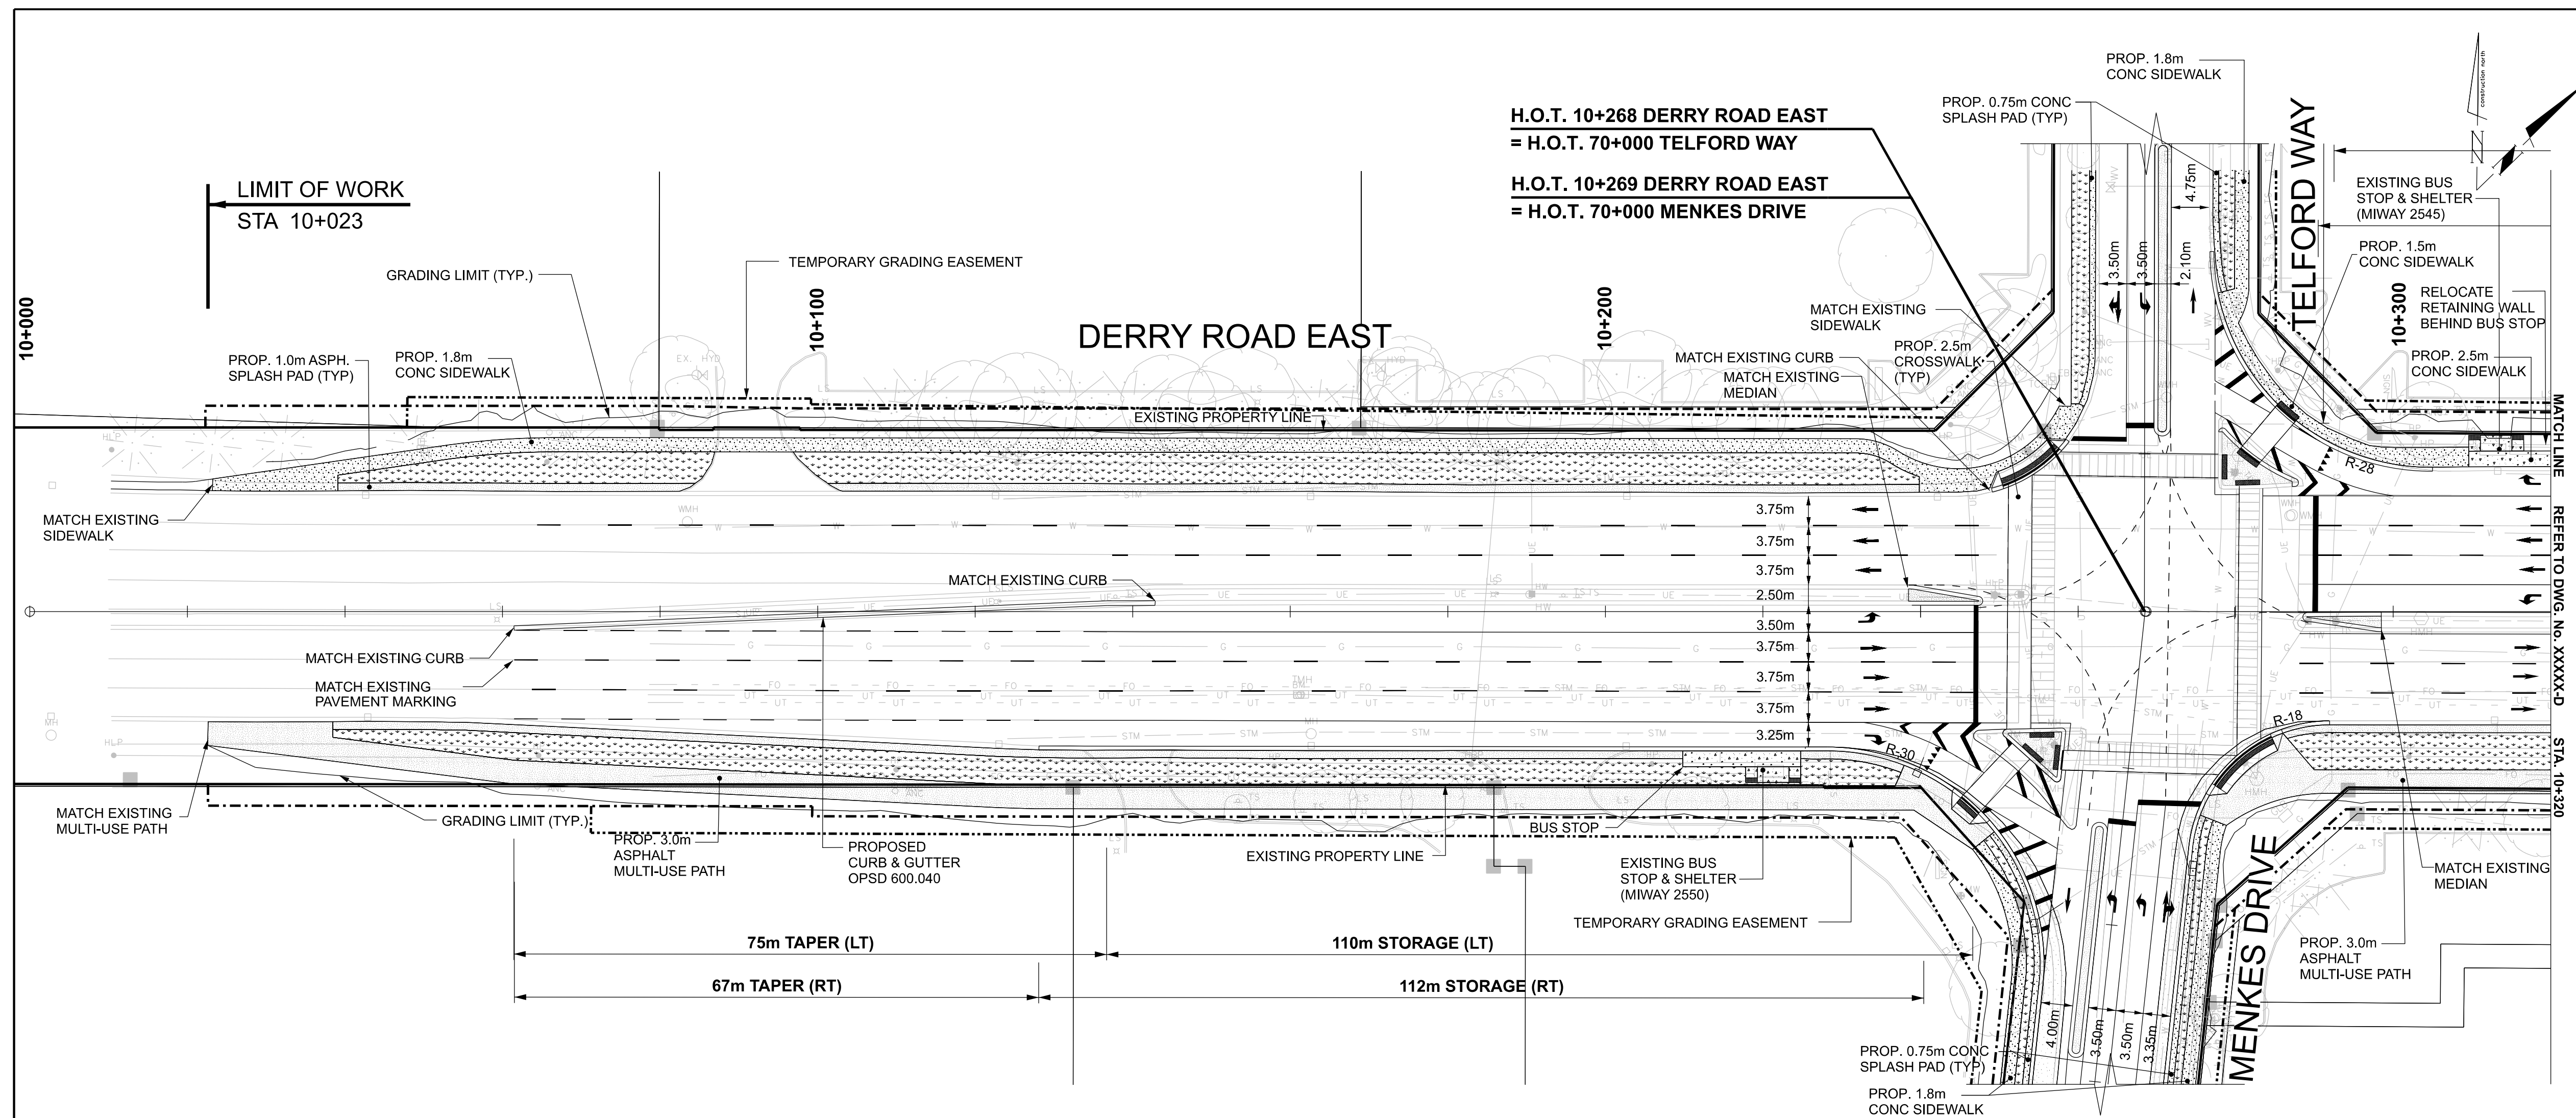 LIMIT OF WORK
STA 10+023
10+000
GRADING LIMIT (TYP.)
TEMPORARY GRADING EASEMENT
10+100
PROP. 1.0m ASPH.
SPLASH PAD (TYP)
PROP. 1.8m
CONC SIDEWALK
DERRY ROAD EAST
10+200
H.O.T. 10+268 DERRY ROAD EAST
= H.O.T. 70+000 TELFORD WAY
H.O.T. 10+269 DERRY ROAD EAST
= H.O.T. 70+000 MENKES DRIVE
PROP. 1.8m
CONC SIDEWALK
PROP. 0.75m CONC
SPLASH PAD (TYP)
construction north
N
TELFORD WAY
EXISTING BUS
STOP & SHELTER
(MIWAY 2545)
PROP. 1.5m
CONC SIDEWALK
10+300
RELOCATE
RETAINING WALL
BEHIND BUS STOP
PROP. 2.5m
CONC SIDEWALK
4.75m
3.50m
3.50m
2.10m
MATCH EXISTING
SIDEWALK
MATCH EXISTING CURB
MATCH EXISTING
MEDIAN
PROP. 2.5m
CROSSWALK
(TYP)
EX. HYD
EX. HYD
EXISTING PROPERTY LINE
R-28
MATCH LINE REFER TO DWG. No. XXXXX-D STA. 10+320
MATCH EXISTING
SIDEWALK
WMH
3.75m
3.75m
3.75m
2.50m
3.50m
3.75m
3.75m
3.75m
3.25m
MATCH EXISTING CURB
MATCH EXISTING CURB
MATCH EXISTING
PAVEMENT MARKING
R-30
R-18
MATCH EXISTING
MULTI-USE PATH
GRADING LIMIT (TYP.)
PROP. 3.0m
ASPHALT
MULTI-USE PATH
PROPOSED
CURB & GUTTER
OPSD 600.040
BUS STOP
EXISTING PROPERTY LINE
EXISTING BUS
STOP & SHELTER
(MIWAY 2550)
TEMPORARY GRADING EASEMENT
MATCH EXISTING
MEDIAN
75m TAPER (LT)
110m STORAGE (LT)
67m TAPER (RT)
112m STORAGE (RT)
PROP. 3.0m
ASPHALT
MULTI-USE PATH
MENKES DRIVE
4.00m
3.50m
3.50m
3.35m
PROP. 0.75m CONC
SPLASH PAD (TYP)
PROP. 1.8m
CONC SIDEWALK